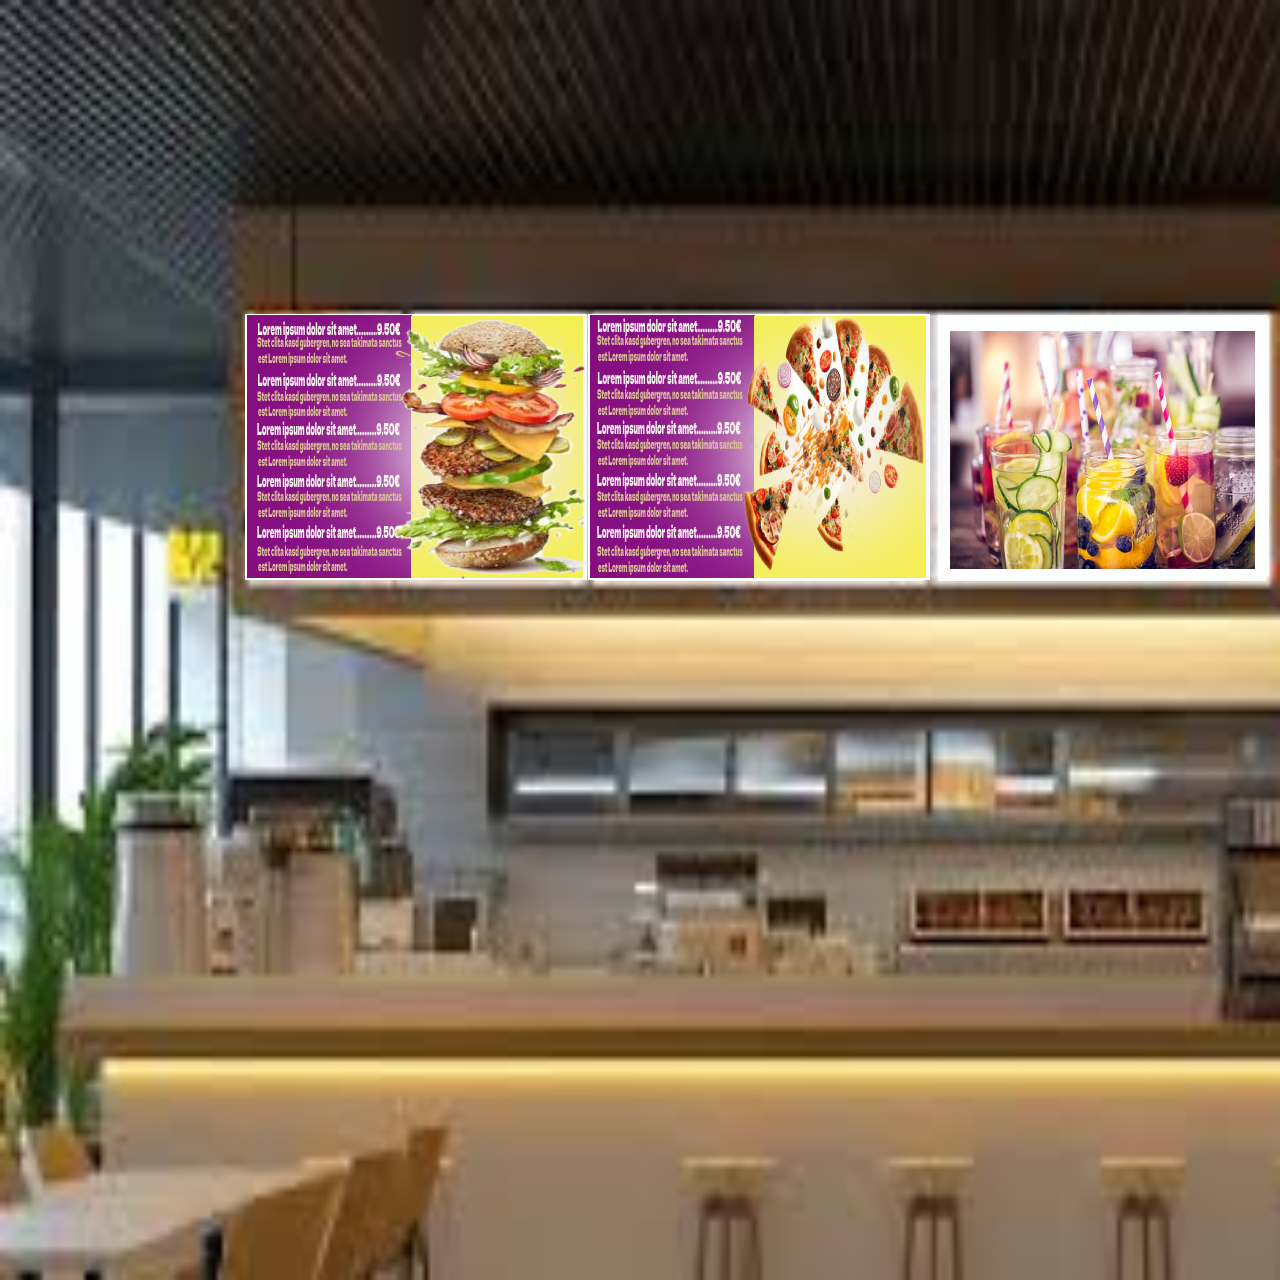 Lorem ipsum dolor sit amet.........9.50€
Stet clita kasd gubergren, no sea takimata sanctus
est Lorem ipsum dolor sit amet.
Lorem ipsum dolor sit amet.........9.50€
Stet clita kasd gubergren, no sea takimata sanctus
est Lorem ipsum dolor sit amet.
Lorem ipsum dolor sit amet.........9.50€
Stet clita kasd gubergren, no sea takimata sanctus
est Lorem ipsum dolor sit amet.
Lorem ipsum dolor sit amet.........9.50€
Stet clita kasd gubergren, no sea takimata sanctus
est Lorem ipsum dolor sit amet.
Lorem ipsum dolor sit amet.........9.50€
Stet clita kasd gubergren, no sea takimata sanctus
est Lorem ipsum dolor sit amet.
Lorem ipsum dolor sit amet.........9.50€
Stet clita kasd gubergren, no sea takimata sanctus
est Lorem ipsum dolor sit amet.
Lorem ipsum dolor sit amet.........9.50€
Stet clita kasd gubergren, no sea takimata sanctus
est Lorem ipsum dolor sit amet.
Lorem ipsum dolor sit amet.........9.50€
Stet clita kasd gubergren, no sea takimata sanctus
est Lorem ipsum dolor sit amet.
Lorem ipsum dolor sit amet.........9.50€
Stet clita kasd gubergren, no sea takimata sanctus
est Lorem ipsum dolor sit amet.
Lorem ipsum dolor sit amet.........9.50€
Stet clita kasd gubergren, no sea takimata sanctus
est Lorem ipsum dolor sit amet.